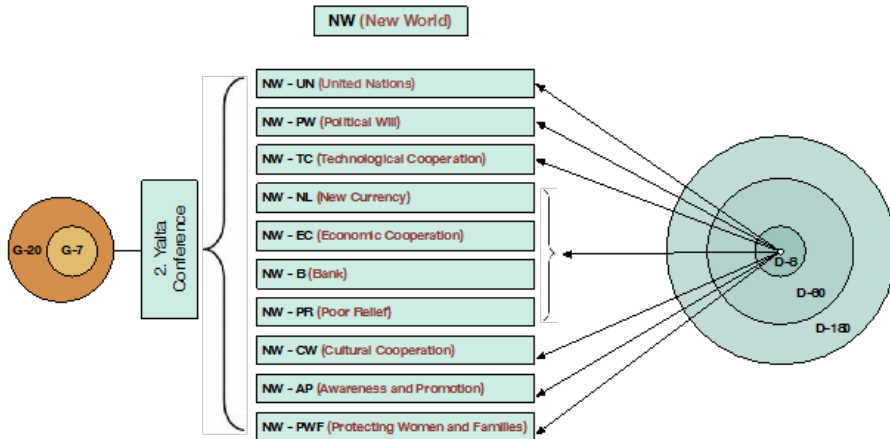 NW (New World)
NW - UN (United Nations)
NW - PW (Political Will)
NW - TC (Technological Cooperation)
NW - NL (New Currency)
NW - EC (Economic Cooperation)
NW - B (Bank)
NW - PR (Poor Relief)
NW - CW (Cultural Cooperation)
NW - AP (Awareness and Promotion)
NW - PWF (Protecting Women and Families)
G-20
G-7
2. Yalta
Conference
D-8
D-60
D-180